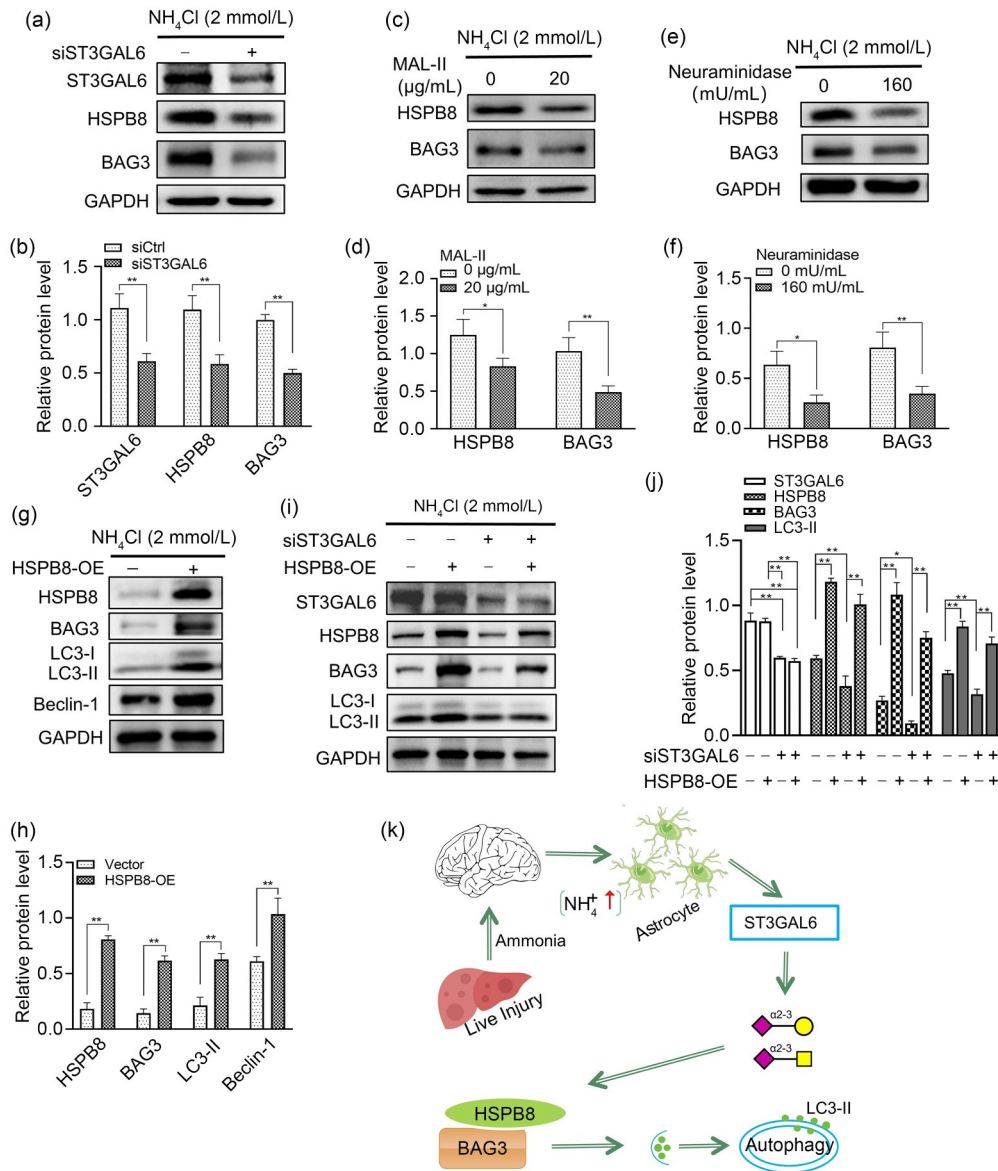 (a)
NH₄Cl (2 mmol/L)
siST3GAL6 – +
ST3GAL6
HSPB8
BAG3
GAPDH
(b)
siCtrl
siST3GAL6
Relative protein level
1.5
1.0
0.5
0.0
** ** **
ST3GAL6 HSPB8 BAG3
(c)
NH₄Cl (2 mmol/L)
MAL-II
(μg/mL) 0 20
HSPB8
BAG3
GAPDH
(d)
MAL-II
0 μg/mL
20 μg/mL
Relative protein level
2.0
1.5
1.0
0.5
0.0
* **
HSPB8 BAG3
(e)
NH₄Cl (2 mmol/L)
Neuraminidase
(mU/mL) 0 160
HSPB8
BAG3
GAPDH
(f)
Neuraminidase
0 mU/mL
160 mU/mL
Relative protein level
1.5
1.0
0.5
0.0
* **
HSPB8 BAG3
(g)
NH₄Cl (2 mmol/L)
HSPB8-OE – +
HSPB8
BAG3
LC3-I
LC3-II
Beclin-1
GAPDH
(h)
Vector
HSPB8-OE
Relative protein level
1.5
1.0
0.5
0.0
** ** ** **
HSPB8 BAG3 LC3-II Beclin-1
(i)
NH₄Cl (2 mmol/L)
siST3GAL6 – – + +
HSPB8-OE – + – +
ST3GAL6
HSPB8
BAG3
LC3-I
LC3-II
GAPDH
(j)
ST3GAL6
HSPB8
BAG3
LC3-II
Relative protein level
1.5
1.0
0.5
0.0
** ** ** **
** ** **
* ** **
** ** **
siST3GAL6 – – + + – – + + – – + + – – + +
HSPB8-OE – + – + – + – + – + – + – + – +
(k)
[NH₄⁺ ↑]
Astrocyte
Ammonia
Live Injury
ST3GAL6
α2-3
α2-3
HSPB8
BAG3
LC3-II
Autophagy